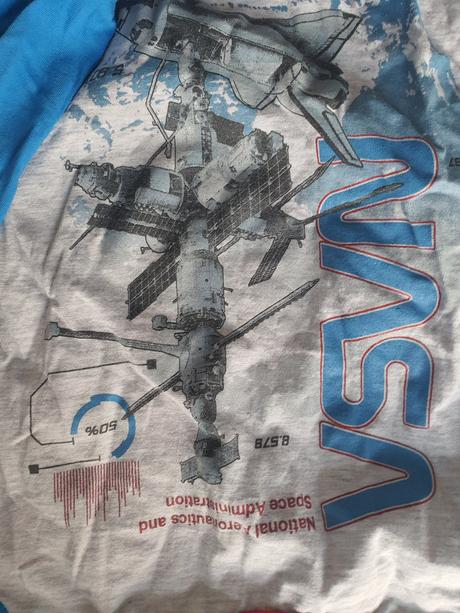 NASA
50%
8.578
National Aeronautics and
Space Administration